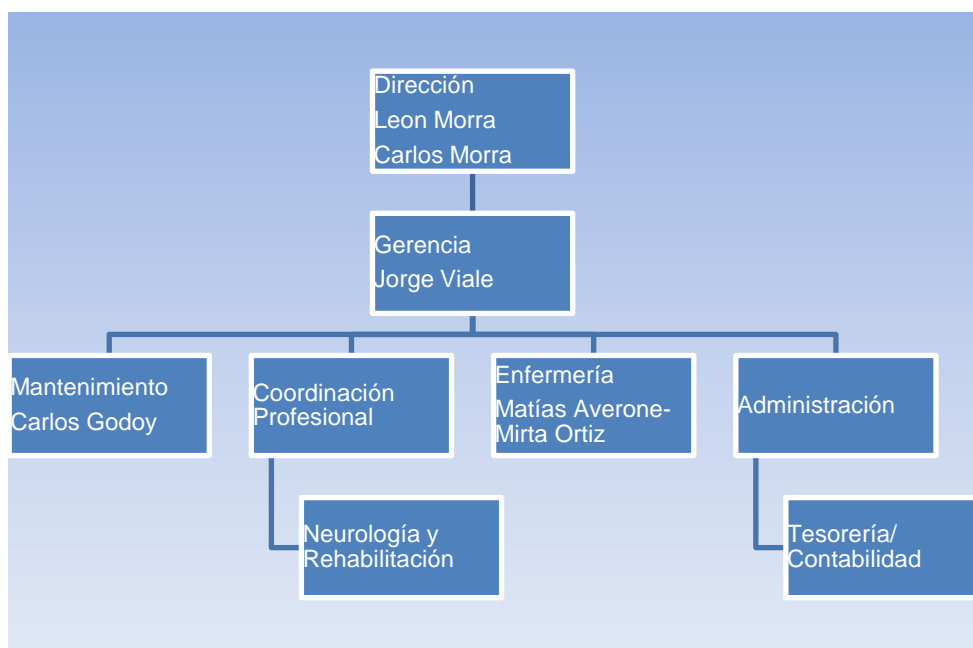 Dirección
Leon Morra
Carlos Morra
Gerencia
Jorge Viale
Mantenimiento
Carlos Godoy
Coordinación
Profesional
Enfermería
Matías Averone-
Mirta Ortiz
Administración
Neurología y
Rehabilitación
Tesorería/
Contabilidad